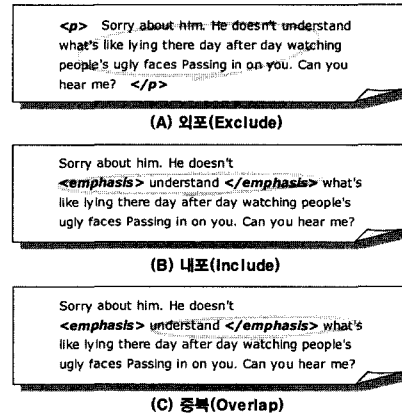 <p> Sorry about him. He doesn't understand
what's like lying there day after day watching
people's ugly faces Passing in on you. Can you
hear me? </p>
(A) 외포(Exclude)
Sorry about him. He doesn't
<emphasis> understand </emphasis> what's
like lying there day after day watching people's
ugly faces Passing in on you. Can you hear me?
(B) 내포(Include)
Sorry about him. He doesn't
<emphasis> understand </emphasis> what's
like lying there day after day watching people's
ugly faces Passing in on you. Can you hear me?
(C) 중복(Overlap)